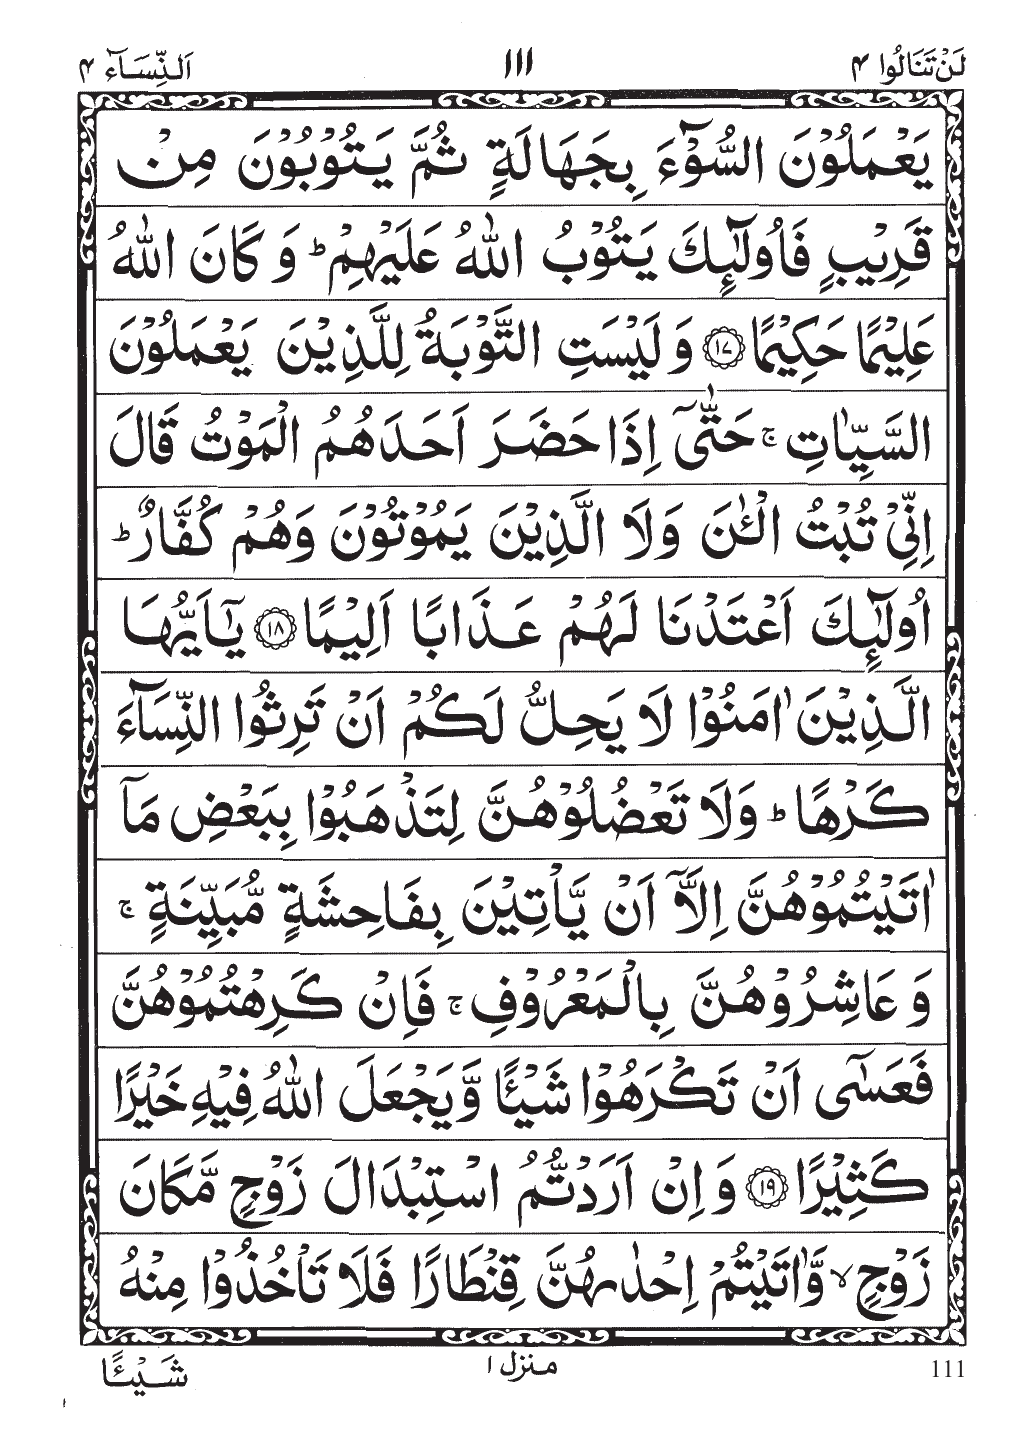 لَنْ تَنَالُوا ۴
۱۱۱
اَلنِّسَآء ۴
يَعْمَلُوْنَ السُّوْٓءَ بِجَهَالَةٍ ثُمَّ يَتُوْبُوْنَ مِنْ
قَرِيْبٍ فَاُولٰٓئِكَ يَتُوْبُ اللّٰهُ عَلَيْهِمْ ؕ وَ كَانَ اللّٰهُ
عَلِيْمًا حَكِيْمًا ۱۷ وَ لَيْسَتِ التَّوْبَةُ لِلَّذِيْنَ يَعْمَلُوْنَ
السَّيِّاٰتِ ۚ حَتّٰٓى اِذَا حَضَرَ اَحَدَهُمُ الْمَوْتُ قَالَ
اِنِّيْ تُبْتُ الْـٰٔنَ وَلَا الَّذِيْنَ يَمُوْتُوْنَ وَهُمْ كُفَّارٌ ؕ
اُولٰٓئِكَ اَعْتَدْنَا لَهُمْ عَذَابًا اَلِيْمًا ۱۸ يٰٓاَيُّهَا
الَّذِيْنَ اٰمَنُوْا لَا يَحِلُّ لَكُمْ اَنْ تَرِثُوا النِّسَآءَ
كَرْهًا ؕ وَلَا تَعْضُلُوْهُنَّ لِتَذْهَبُوْا بِبَعْضِ مَآ
اٰتَيْتُمُوْهُنَّ اِلَّآ اَنْ يَّاْتِيْنَ بِفَاحِشَةٍ مُّبَيِّنَةٍ ۚ
وَ عَاشِرُوْهُنَّ بِالْمَعْرُوْفِ ۚ فَاِنْ كَرِهْتُمُوْهُنَّ
فَعَسٰٓى اَنْ تَكْرَهُوْا شَيْـًٔا وَّ يَجْعَلَ اللّٰهُ فِيْهِ خَيْرًا
كَثِيْرًا ۱۹ وَ اِنْ اَرَدْتُّمُ اسْتِبْدَالَ زَوْجٍ مَّكَانَ
زَوْجٍ ۙ وَّاٰتَيْتُمْ اِحْدٰىهُنَّ قِنْطَارًا فَلَا تَاْخُذُوْا مِنْهُ
شَيْـًٔا
منزل ۱
111